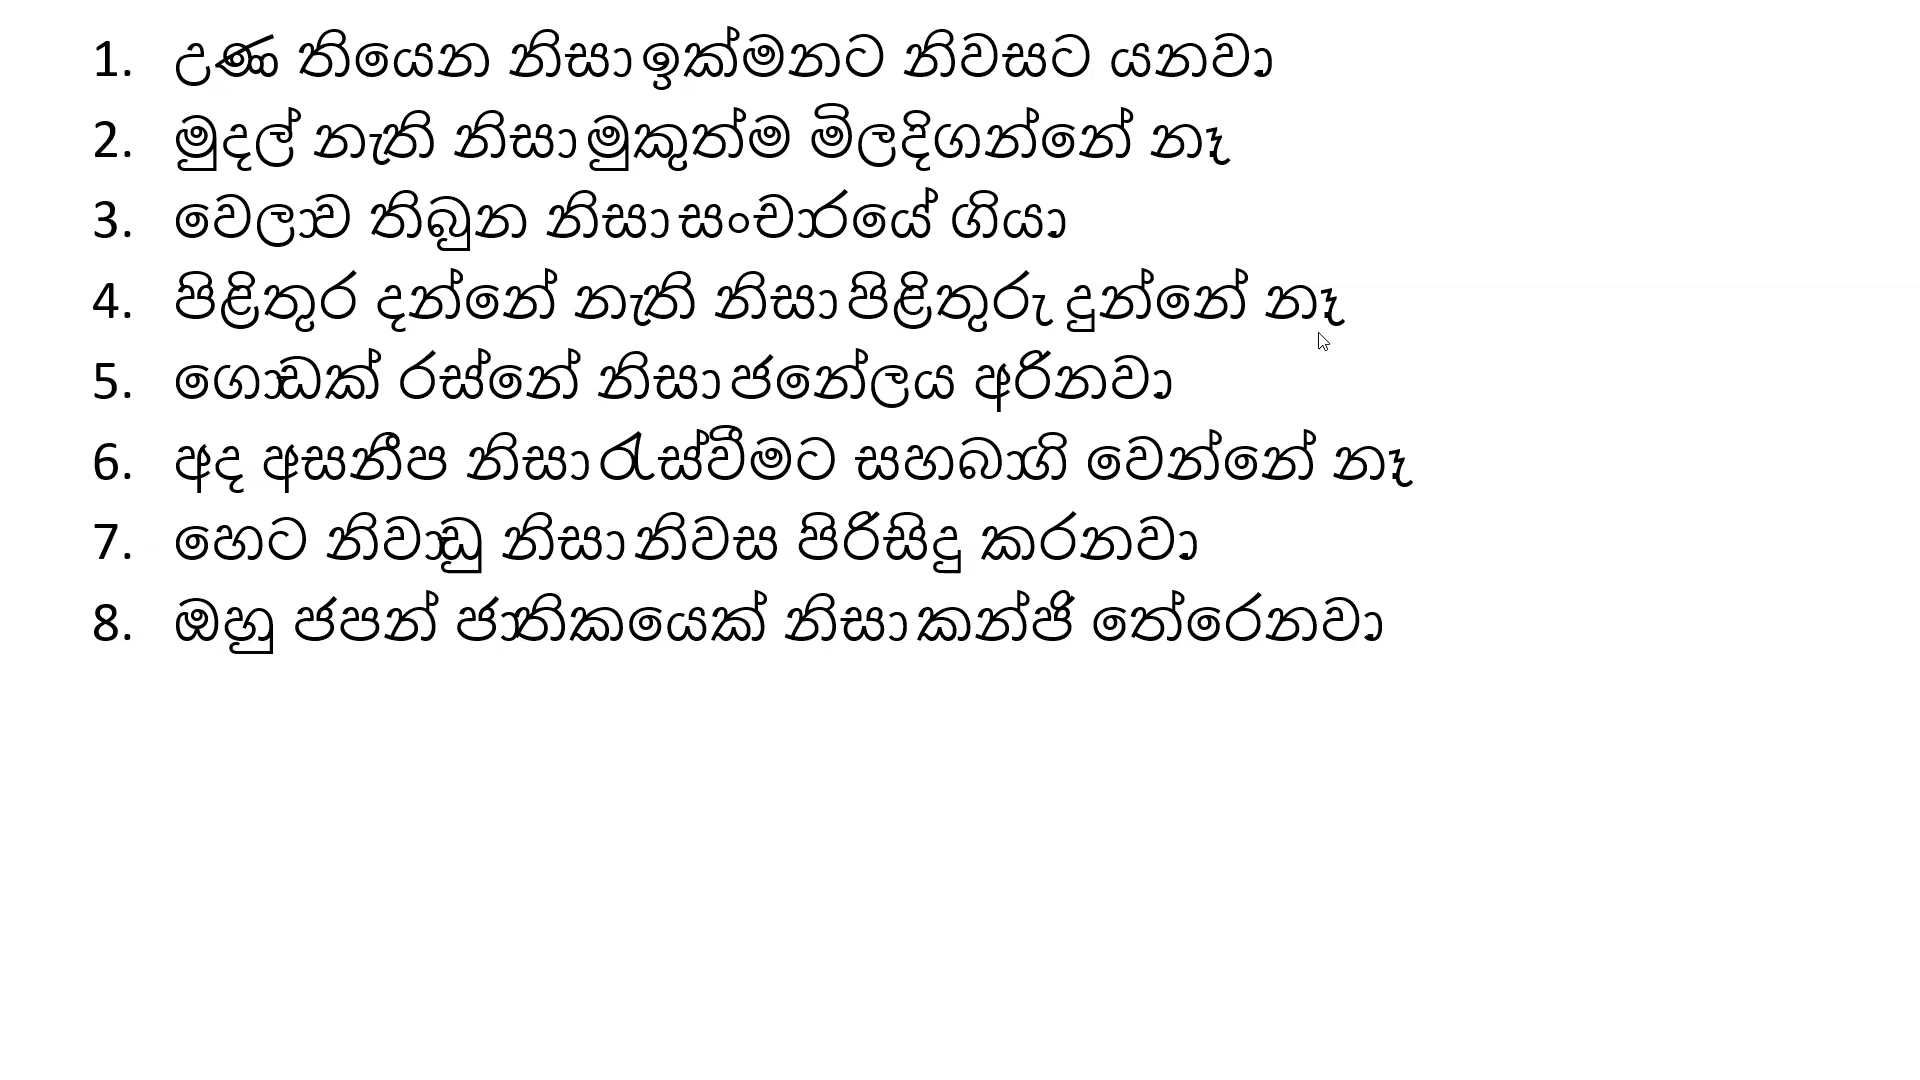 1. උණ තියෙන නිසා ඉක්මනට නිවසට යනවා
2. මුදල් නැති නිසා මුකුත්ම මිලදිගන්නේ නෑ
3. වෙලාව තිබුන නිසා සංචාරයේ ගියා
4. පිළිතුර දන්නේ නැති නිසා පිළිතුරු දුන්නේ නෑ
5. ගොඩක් රස්නේ නිසා ජනේලය අරිනවා
6. අද අසනීප නිසා රැස්වීමට සහබාගි වෙන්නේ නෑ
7. හෙට නිවාඩු නිසා නිවස පිරිසිදු කරනවා
8. ඔහු ජපන් ජාතිකයෙක් නිසා කන්ජි තේරෙනවා